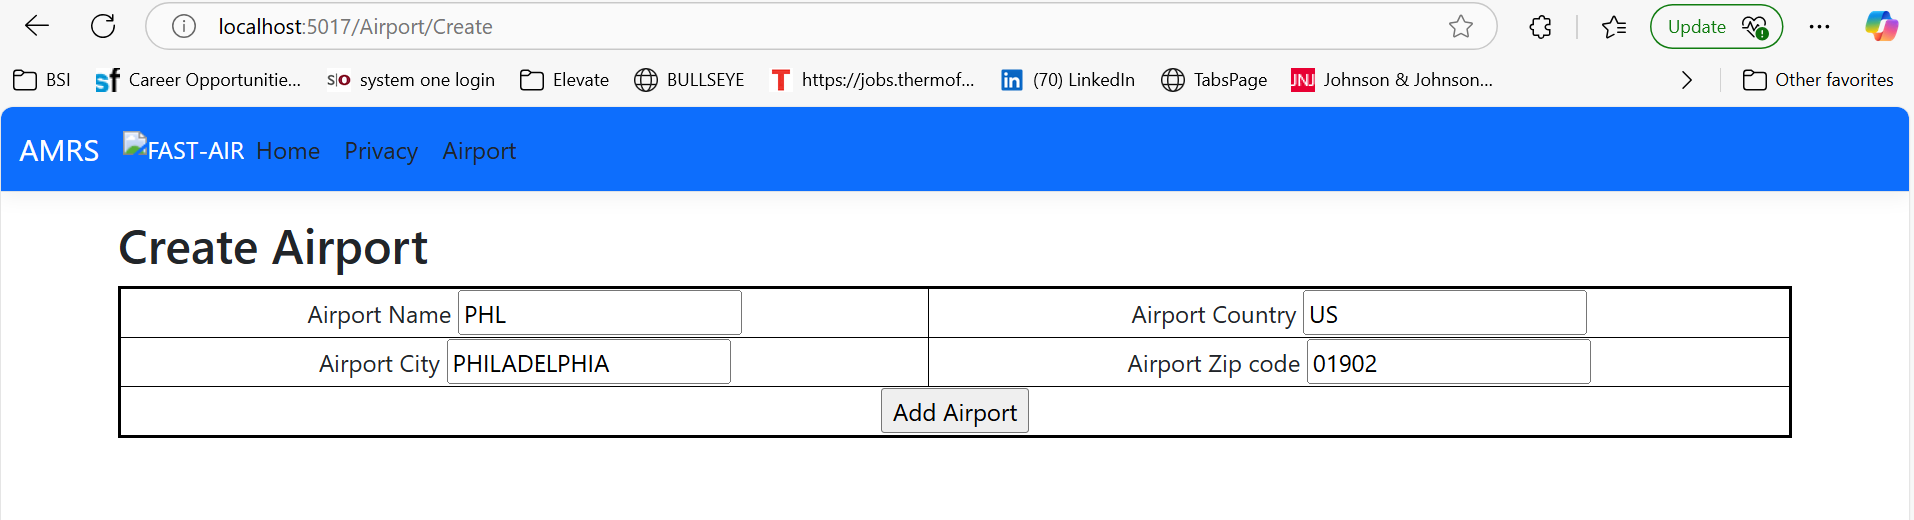 localhost:5017/Airport/Create Update
BSI sf Career Opportunitie... S|O system one login Elevate BULLSEYE T https://jobs.thermof... in (70) LinkedIn TabsPage JNJ Johnson & Johnson... Other favorites
AMRS FAST-AIR Home Privacy Airport
Create Airport
Airport Name PHL Airport Country US
Airport City PHILADELPHIA Airport Zip code 01902
Add Airport